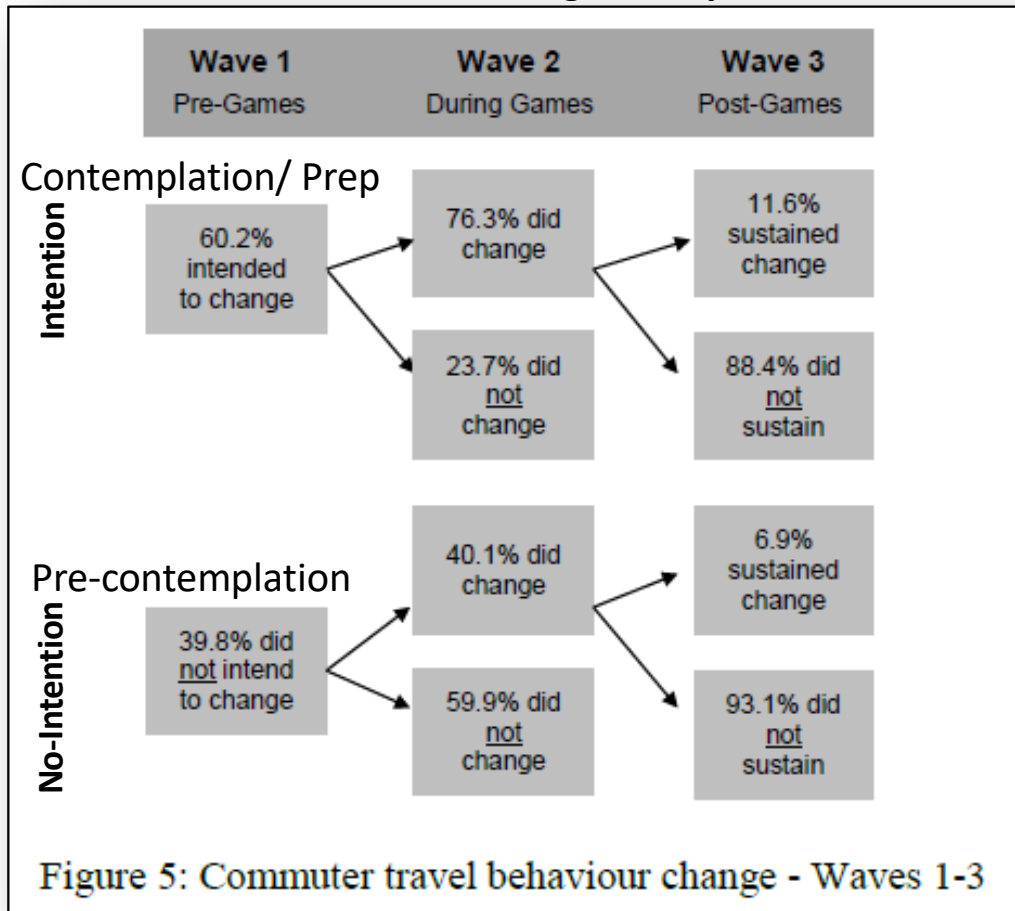 Wave 1
Pre-Games
Wave 2
During Games
Wave 3
Post-Games
Contemplation/ Prep
Intention
60.2%
intended
to change
76.3% did
change
23.7% did
not
change
11.6%
sustained
change
88.4% did
not
sustain
Pre-contemplation
No-Intention
39.8% did
not intend
to change
40.1% did
change
59.9% did
not
change
6.9%
sustained
change
93.1% did
not
sustain
Figure 5: Commuter travel behaviour change - Waves 1-3